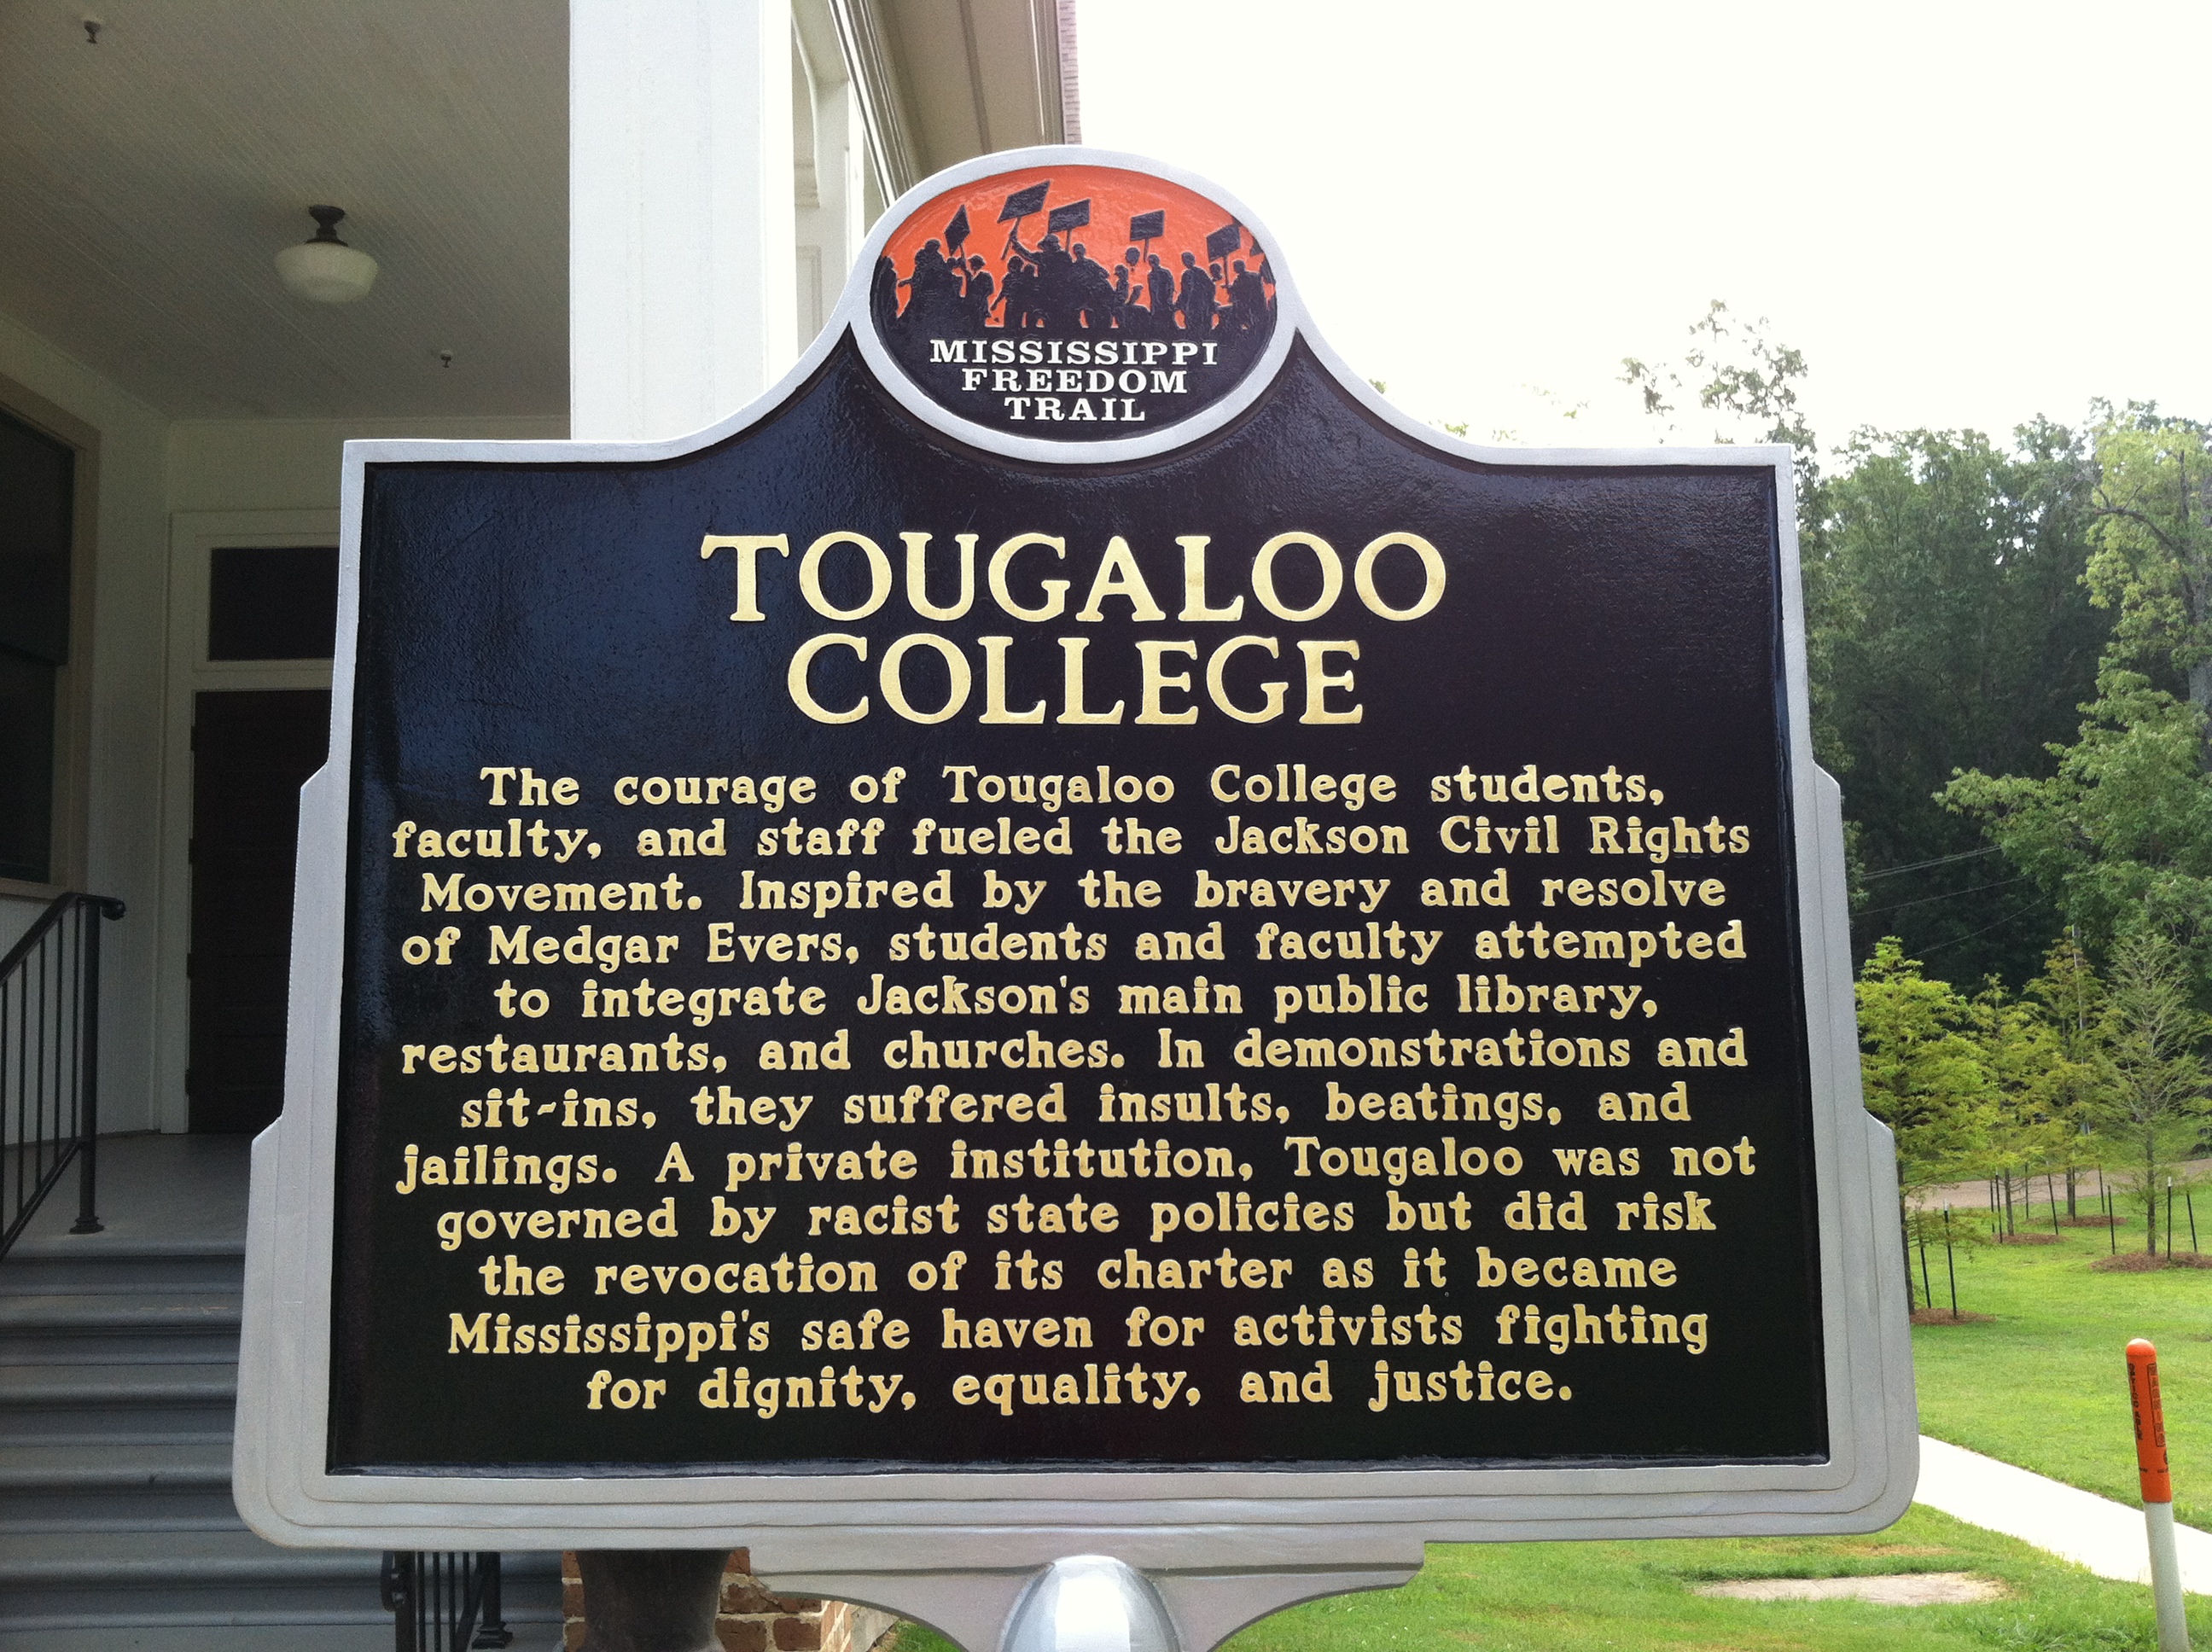 MISSISSIPPI
FREEDOM
TRAIL
TOUGALOO
COLLEGE
The courage of Tougaloo College students,
faculty, and staff fueled the Jackson Civil Rights
Movement. Inspired by the bravery and resolve
of Medgar Evers, students and faculty attempted
to integrate Jackson's main public library,
restaurants, and churches. In demonstrations and
sit-ins, they suffered insults, beatings, and
jailings. A private institution, Tougaloo was not
governed by racist state policies but did risk
the revocation of its charter as it became
Mississippi's safe haven for activists fighting
for dignity, equality, and justice.